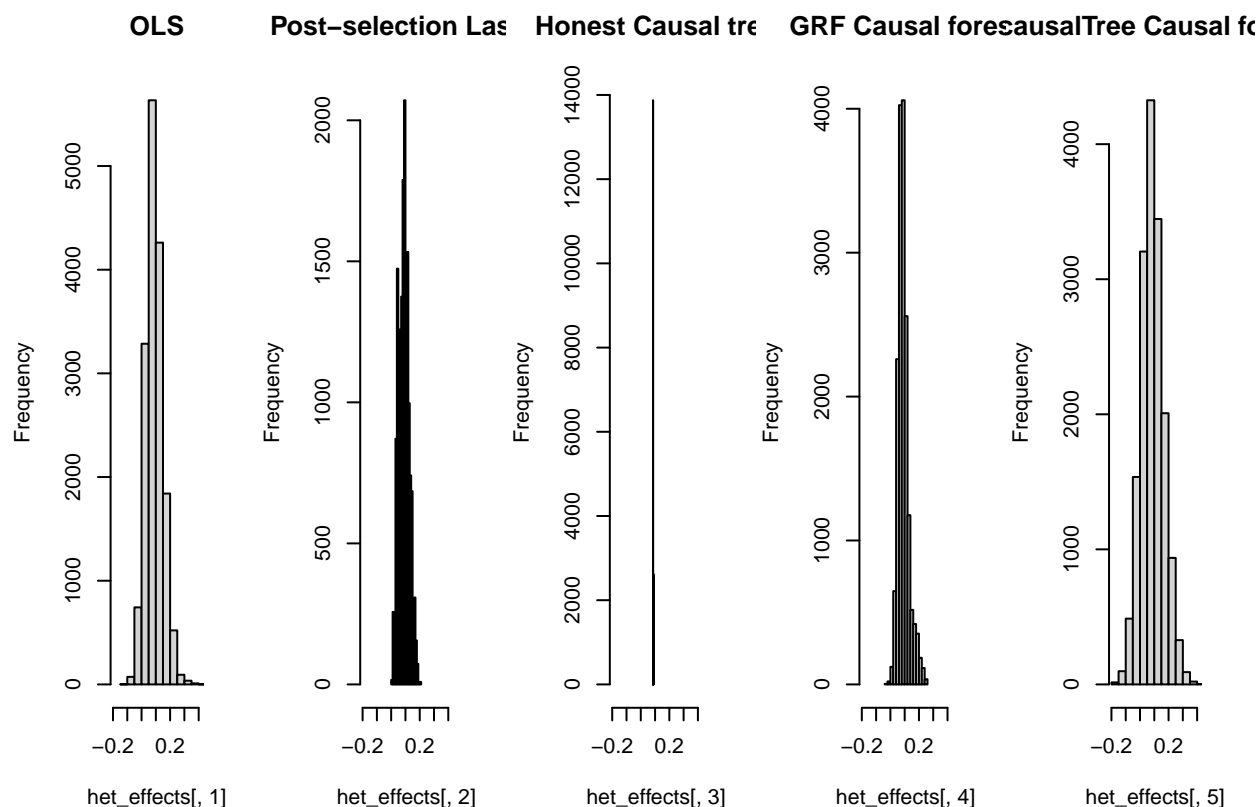 OLS
Post−selection Las
Honest Causal tre
GRF Causal fores
causalTree Causal fo
Frequency
0 1000 2000 3000 4000 5000
−0.2 0.2
het_effects[, 1]
Frequency
0 500 1000 1500 2000
−0.2 0.2
het_effects[, 2]
Frequency
0 2000 4000 6000 8000 10000 12000 14000
−0.2 0.2
het_effects[, 3]
Frequency
0 1000 2000 3000 4000
−0.2 0.2
het_effects[, 4]
Frequency
0 1000 2000 3000 4000
−0.2 0.2
het_effects[, 5]